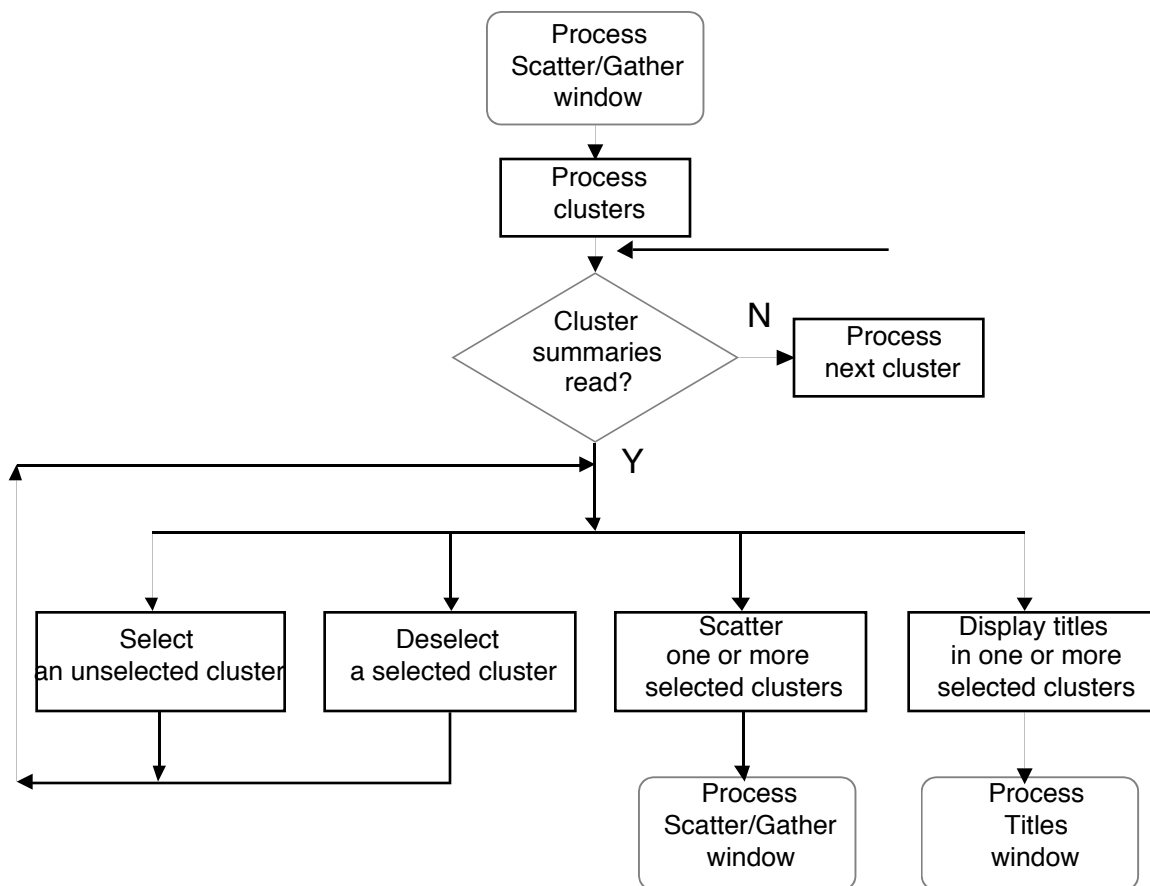 Process
Scatter/Gather
window
Process
clusters
Cluster
summaries
read?
N
Process
next cluster
Y
Select
an unselected cluster
Deselect
a selected cluster
Scatter
one or more
selected clusters
Display titles
in one or more
selected clusters
Process
Scatter/Gather
window
Process
Titles
window